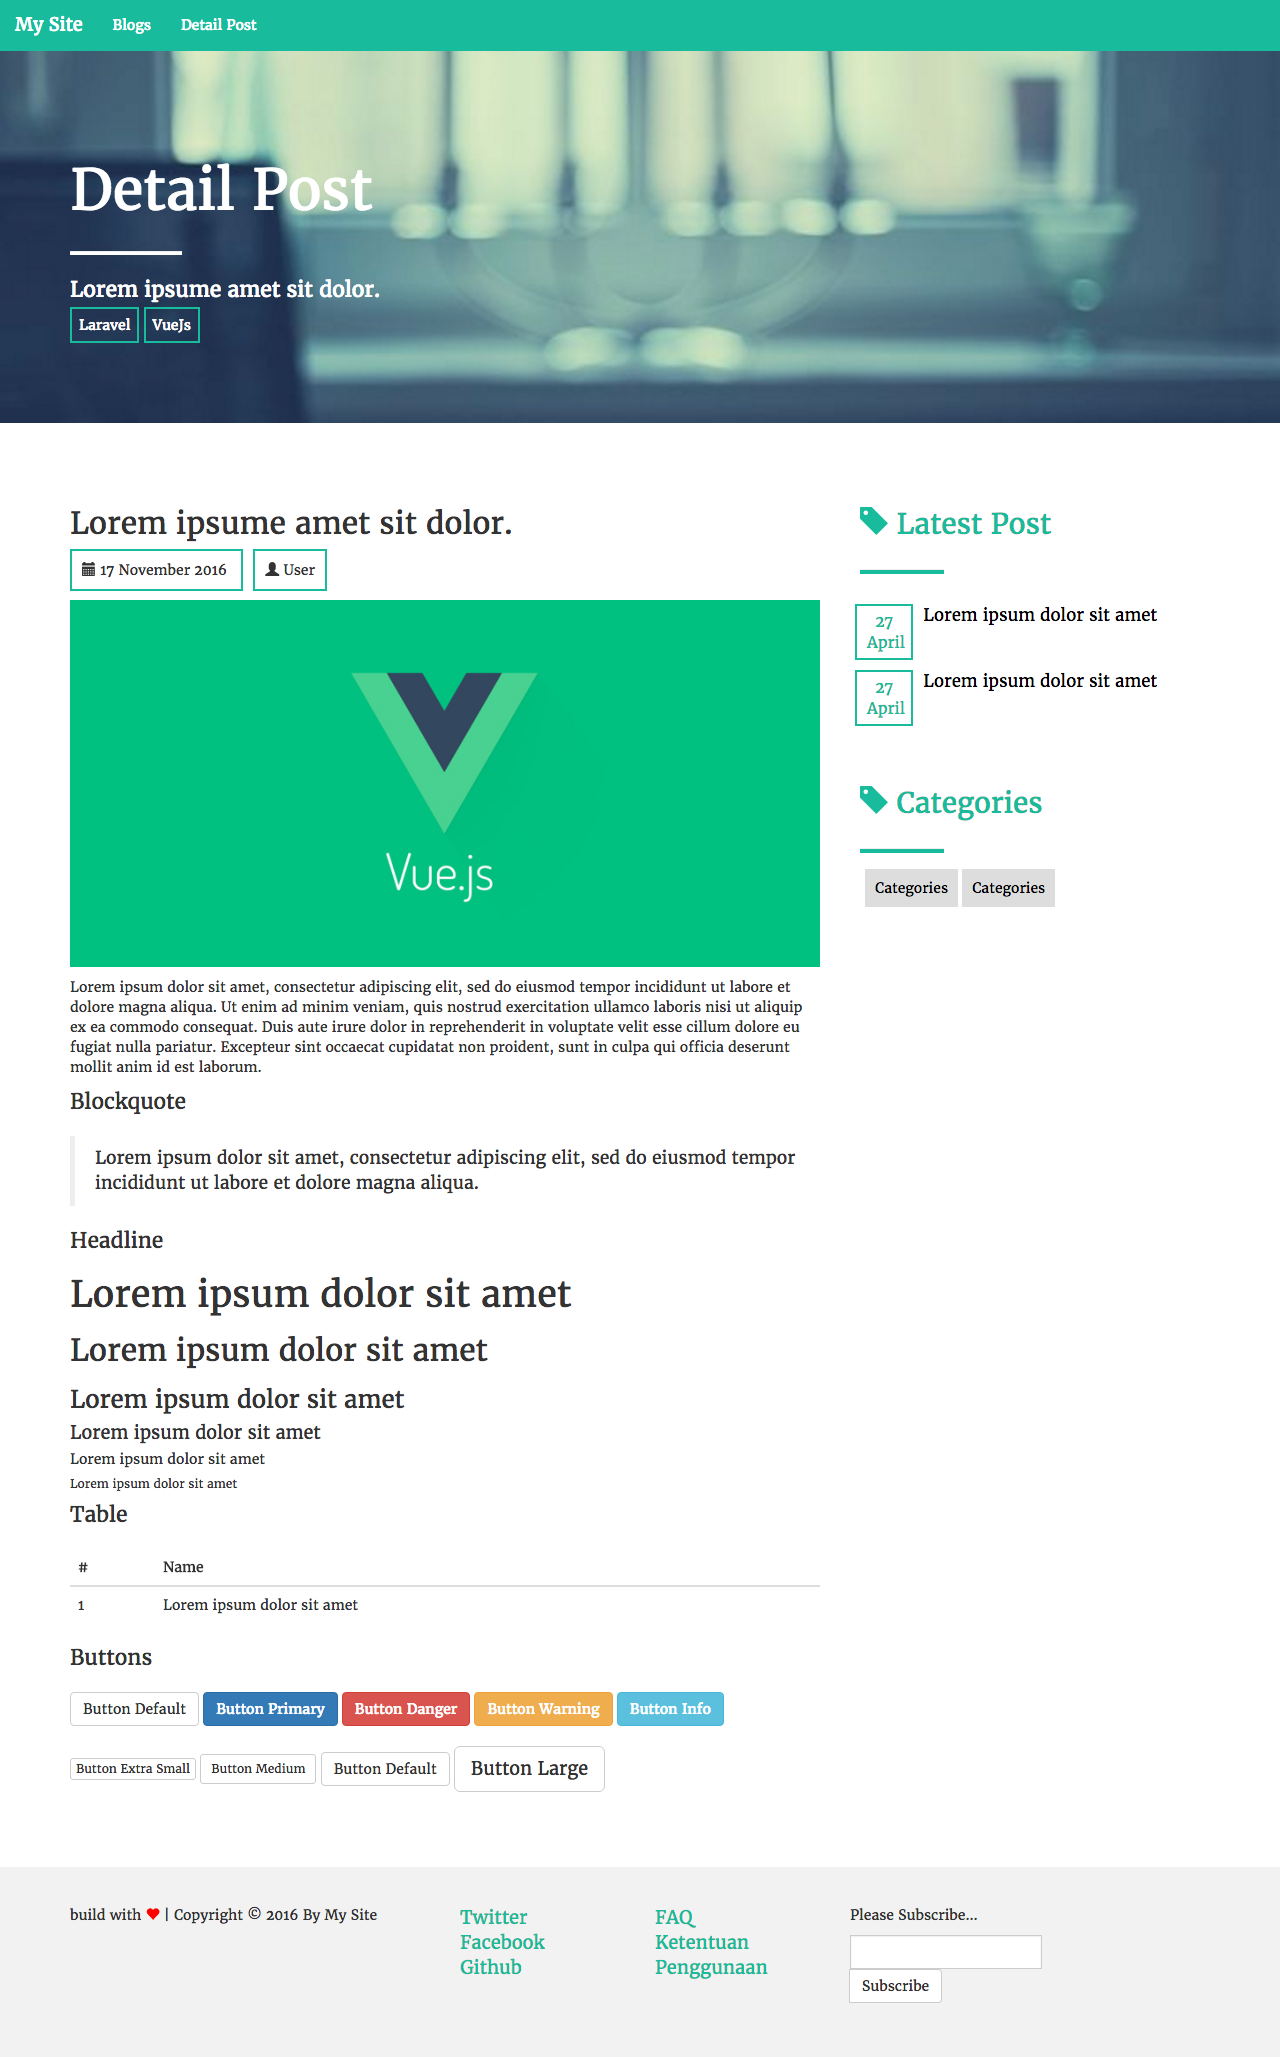 My Site Blogs Detail Post
Detail Post
Lorem ipsume amet sit dolor.
Laravel VueJs
Lorem ipsume amet sit dolor.
17 November 2016 User
Vue.js
Lorem ipsum dolor sit amet, consectetur adipiscing elit, sed do eiusmod tempor incididunt ut labore et
dolore magna aliqua. Ut enim ad minim veniam, quis nostrud exercitation ullamco laboris nisi ut aliquip
ex ea commodo consequat. Duis aute irure dolor in reprehenderit in voluptate velit esse cillum dolore eu
fugiat nulla pariatur. Excepteur sint occaecat cupidatat non proident, sunt in culpa qui officia deserunt
mollit anim id est laborum.
Blockquote
Lorem ipsum dolor sit amet, consectetur adipiscing elit, sed do eiusmod tempor
incididunt ut labore et dolore magna aliqua.
Headline
Lorem ipsum dolor sit amet
Lorem ipsum dolor sit amet
Lorem ipsum dolor sit amet
Lorem ipsum dolor sit amet
Lorem ipsum dolor sit amet
Lorem ipsum dolor sit amet
Table
# Name
1 Lorem ipsum dolor sit amet
Buttons
Button Default Button Primary Button Danger Button Warning Button Info
Button Extra Small Button Medium Button Default Button Large
Latest Post
27
April
Lorem ipsum dolor sit amet
27
April
Lorem ipsum dolor sit amet
Categories
Categories Categories
build with ❤ | Copyright © 2016 By My Site
Twitter
Facebook
Github
FAQ
Ketentuan
Penggunaan
Please Subscribe...
Subscribe